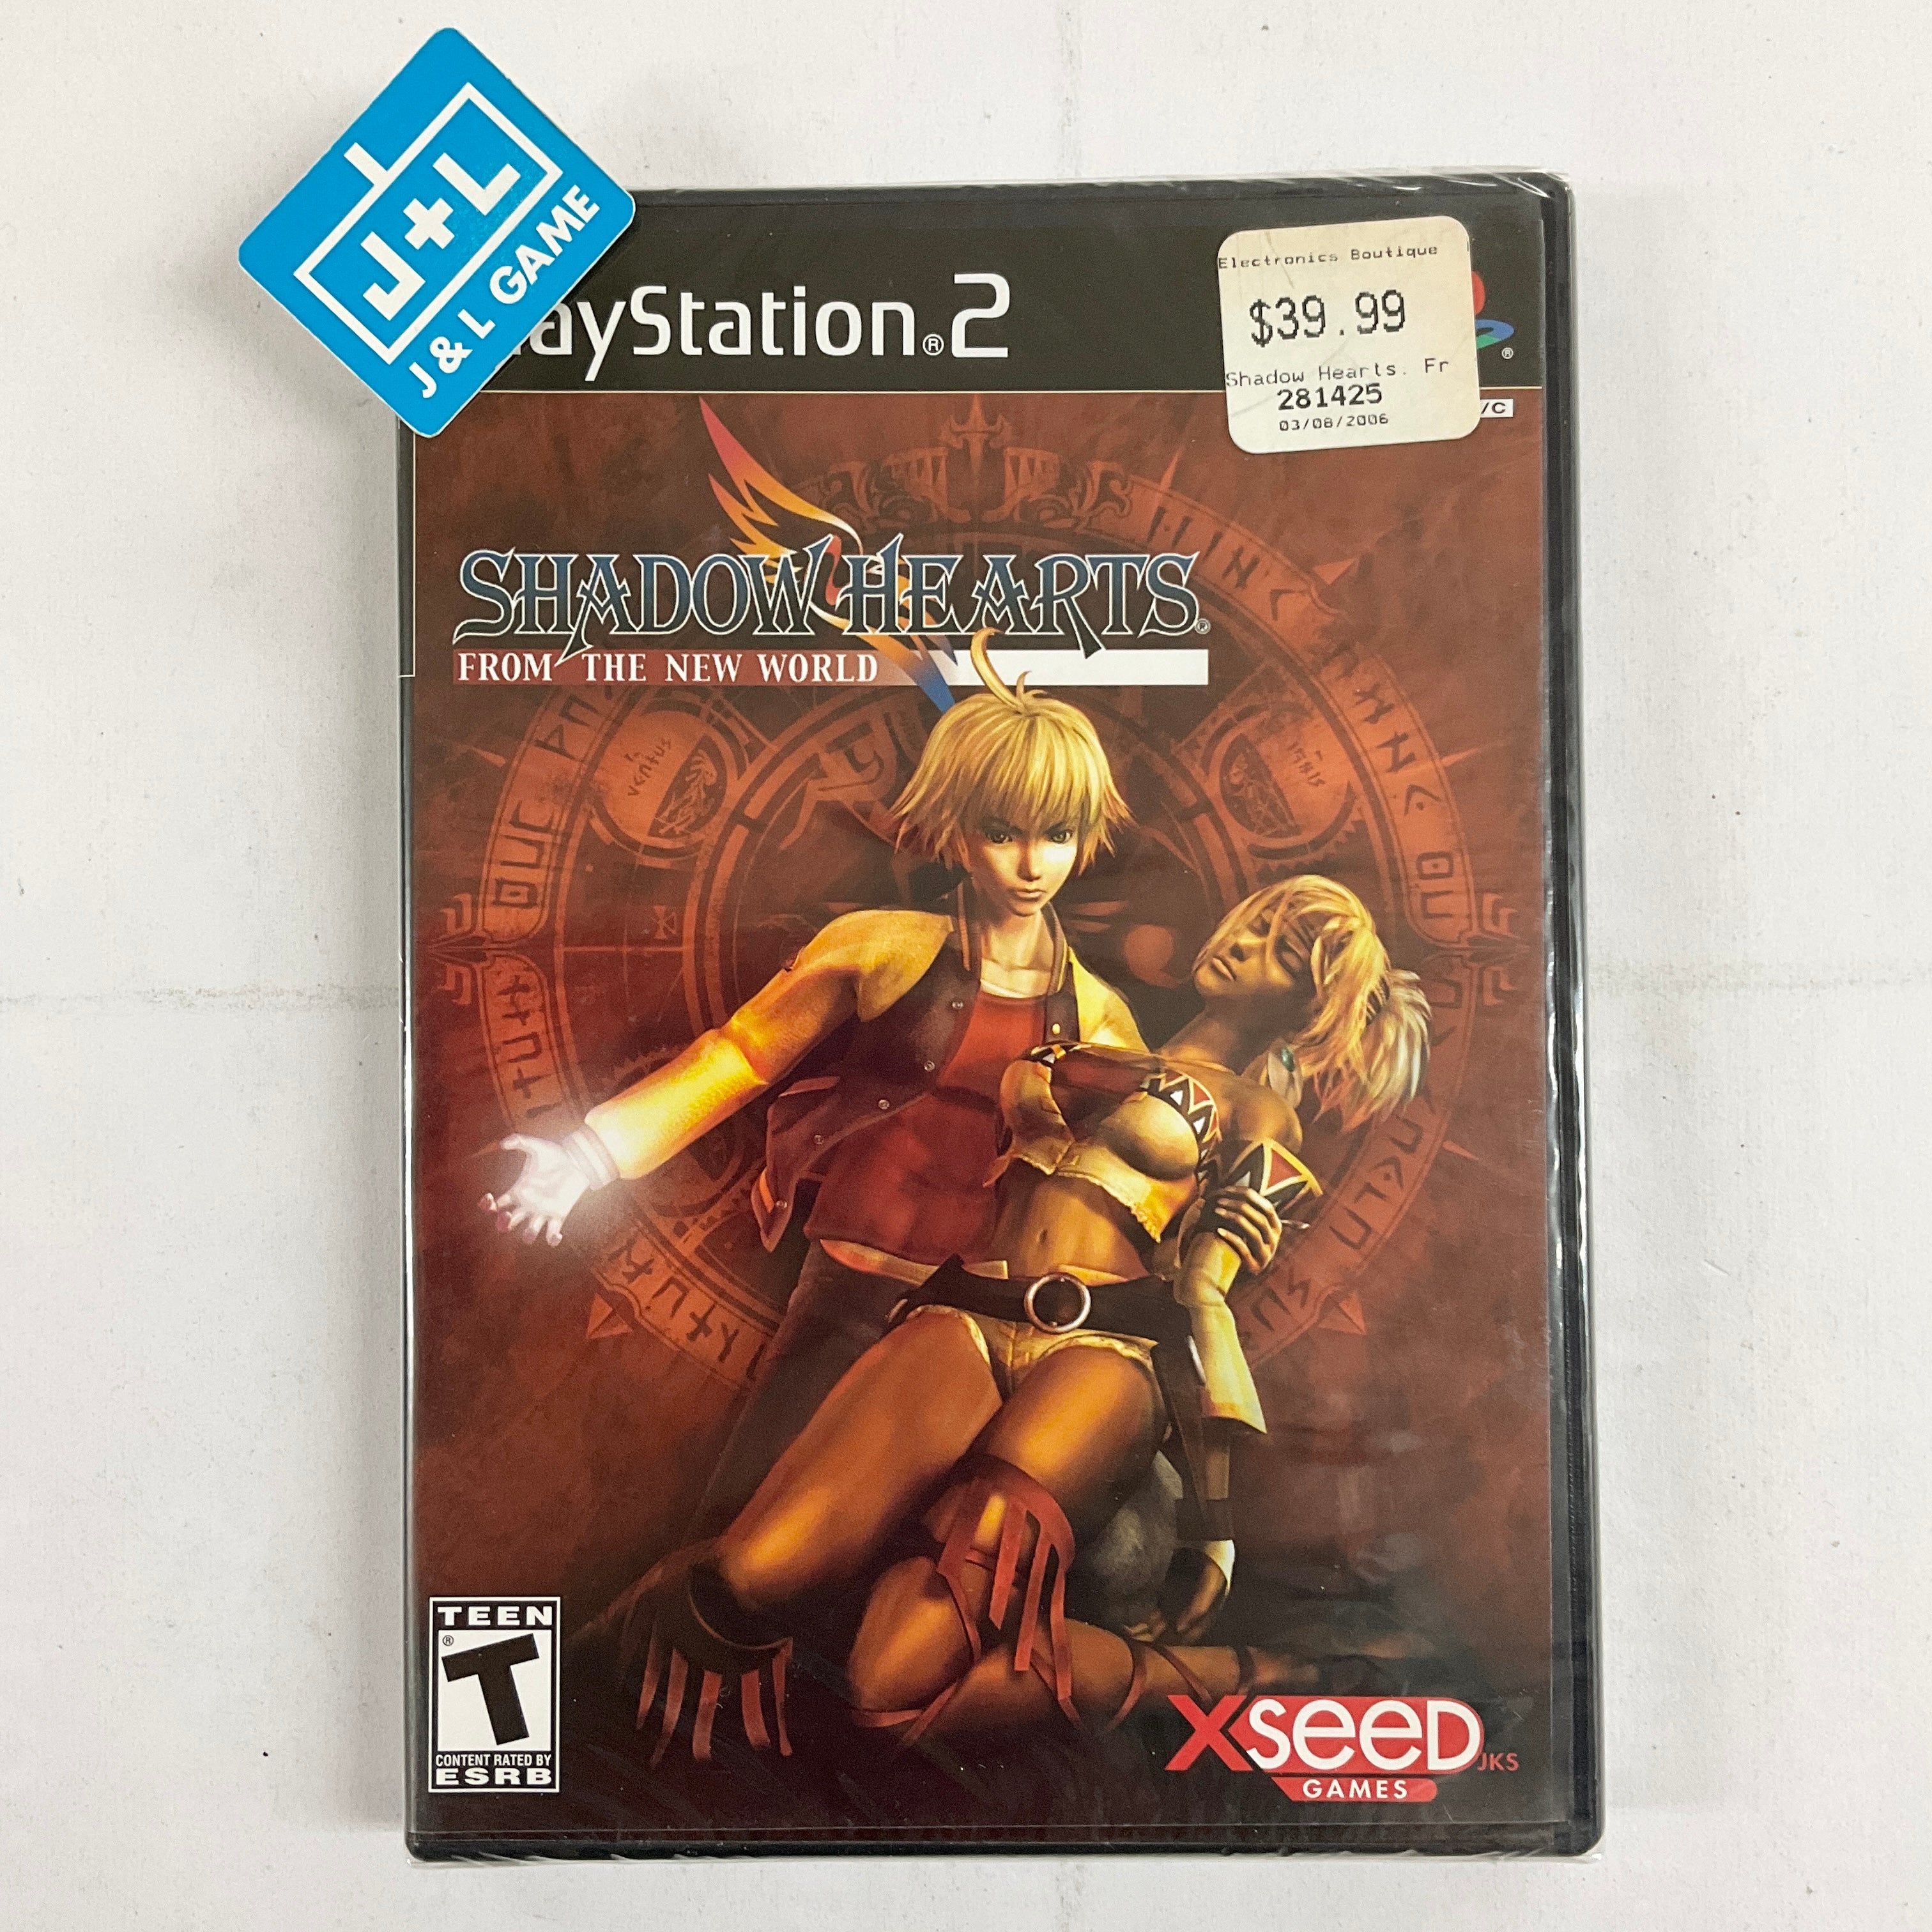 J+L
J & L GAME
layStation®2
Electronics Boutique
$39.99
Shadow Hearts. Fr
281425
03/08/2006
®
/C
SHADOW HEARTS®
FROM THE NEW WORLD
TEEN
®
T
CONTENT RATED BY
ESRB
XSEED JKS
GAMES